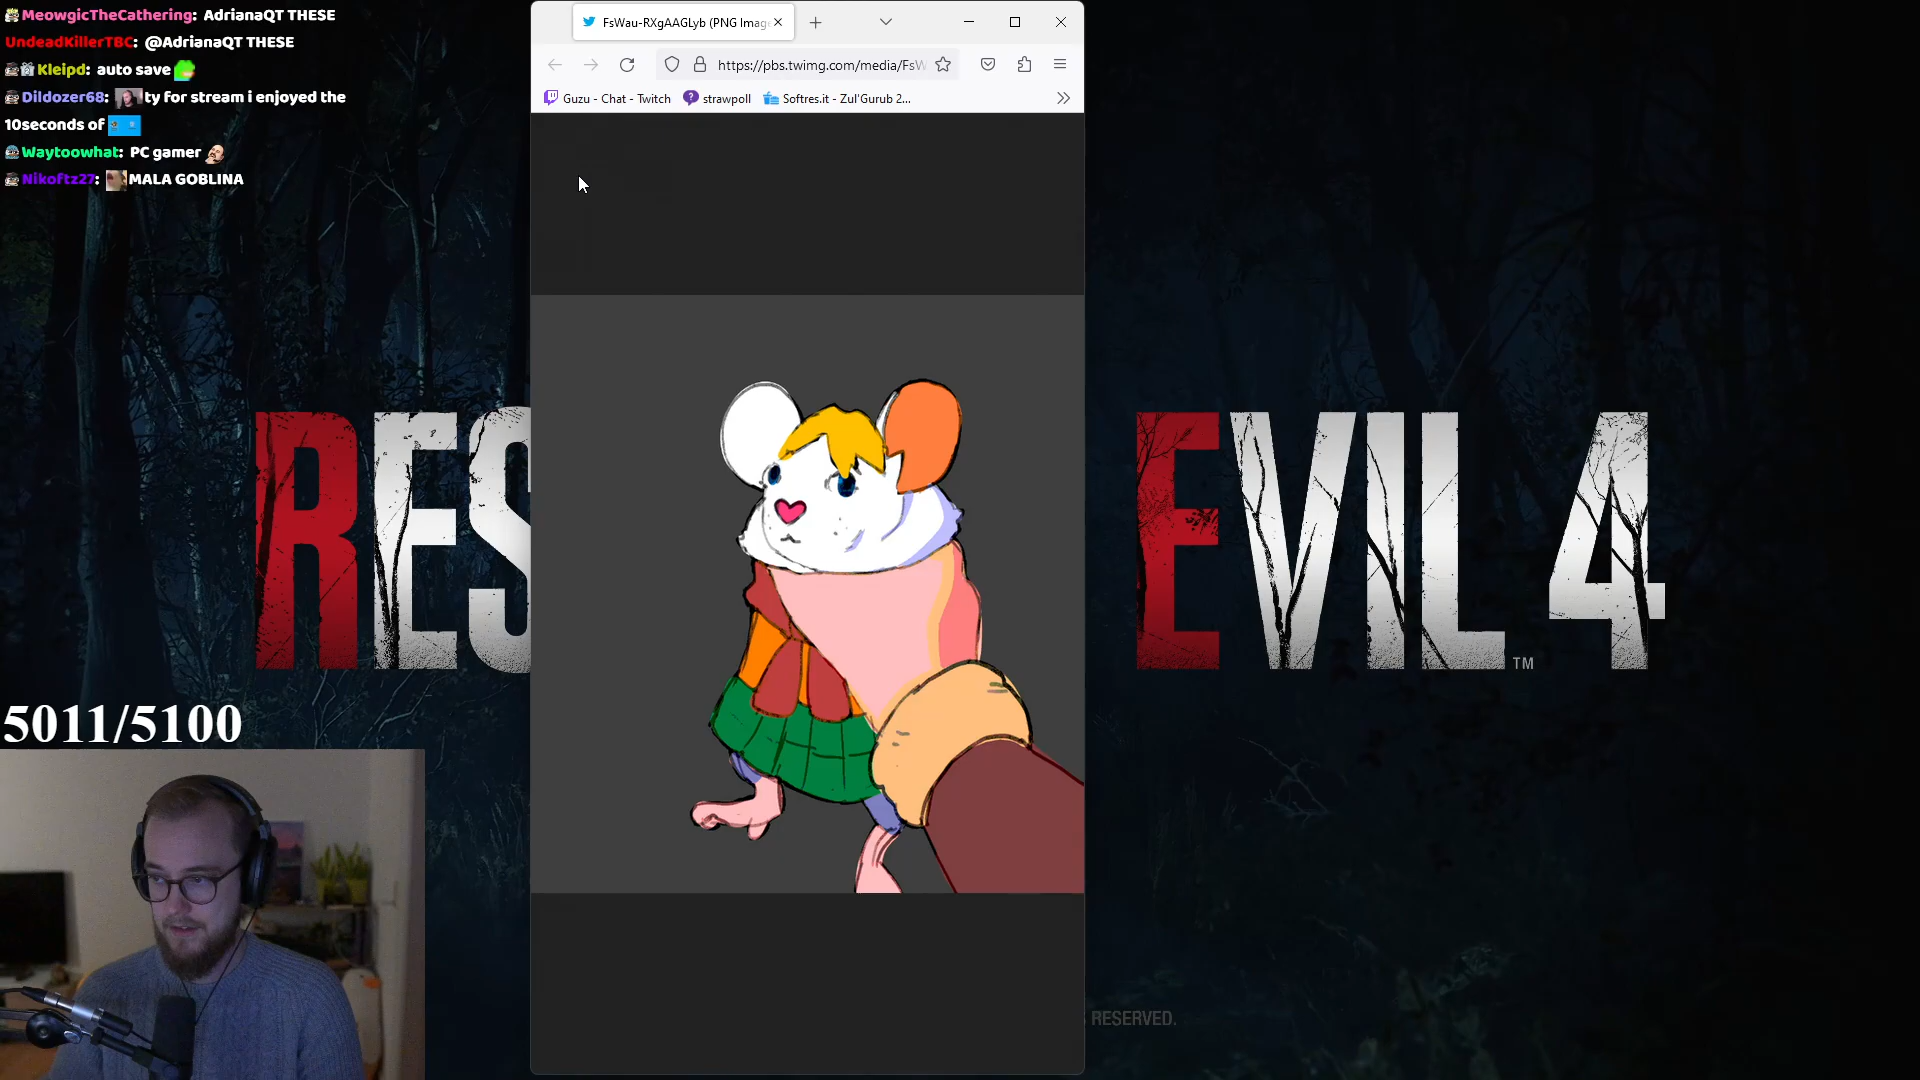 MeowgicTheCathering: AdrianaQT THESE
UndeadKillerTBC: @AdrianaQT THESE
Kleipd: auto save
Dildozer68: ty for stream i enjoyed the
10seconds of
Waytoowhat: PC gamer
Nikoftz27: MALA GOBLINA
FsWau-RXgAAGLyb (PNG Imag
https://pbs.twimg.com/media/FsW
Guzu - Chat - Twitch
strawpoll
Softres.it - Zul'Gurub 2...
RES
EVIL 4
TM
5011/5100
RESERVED.